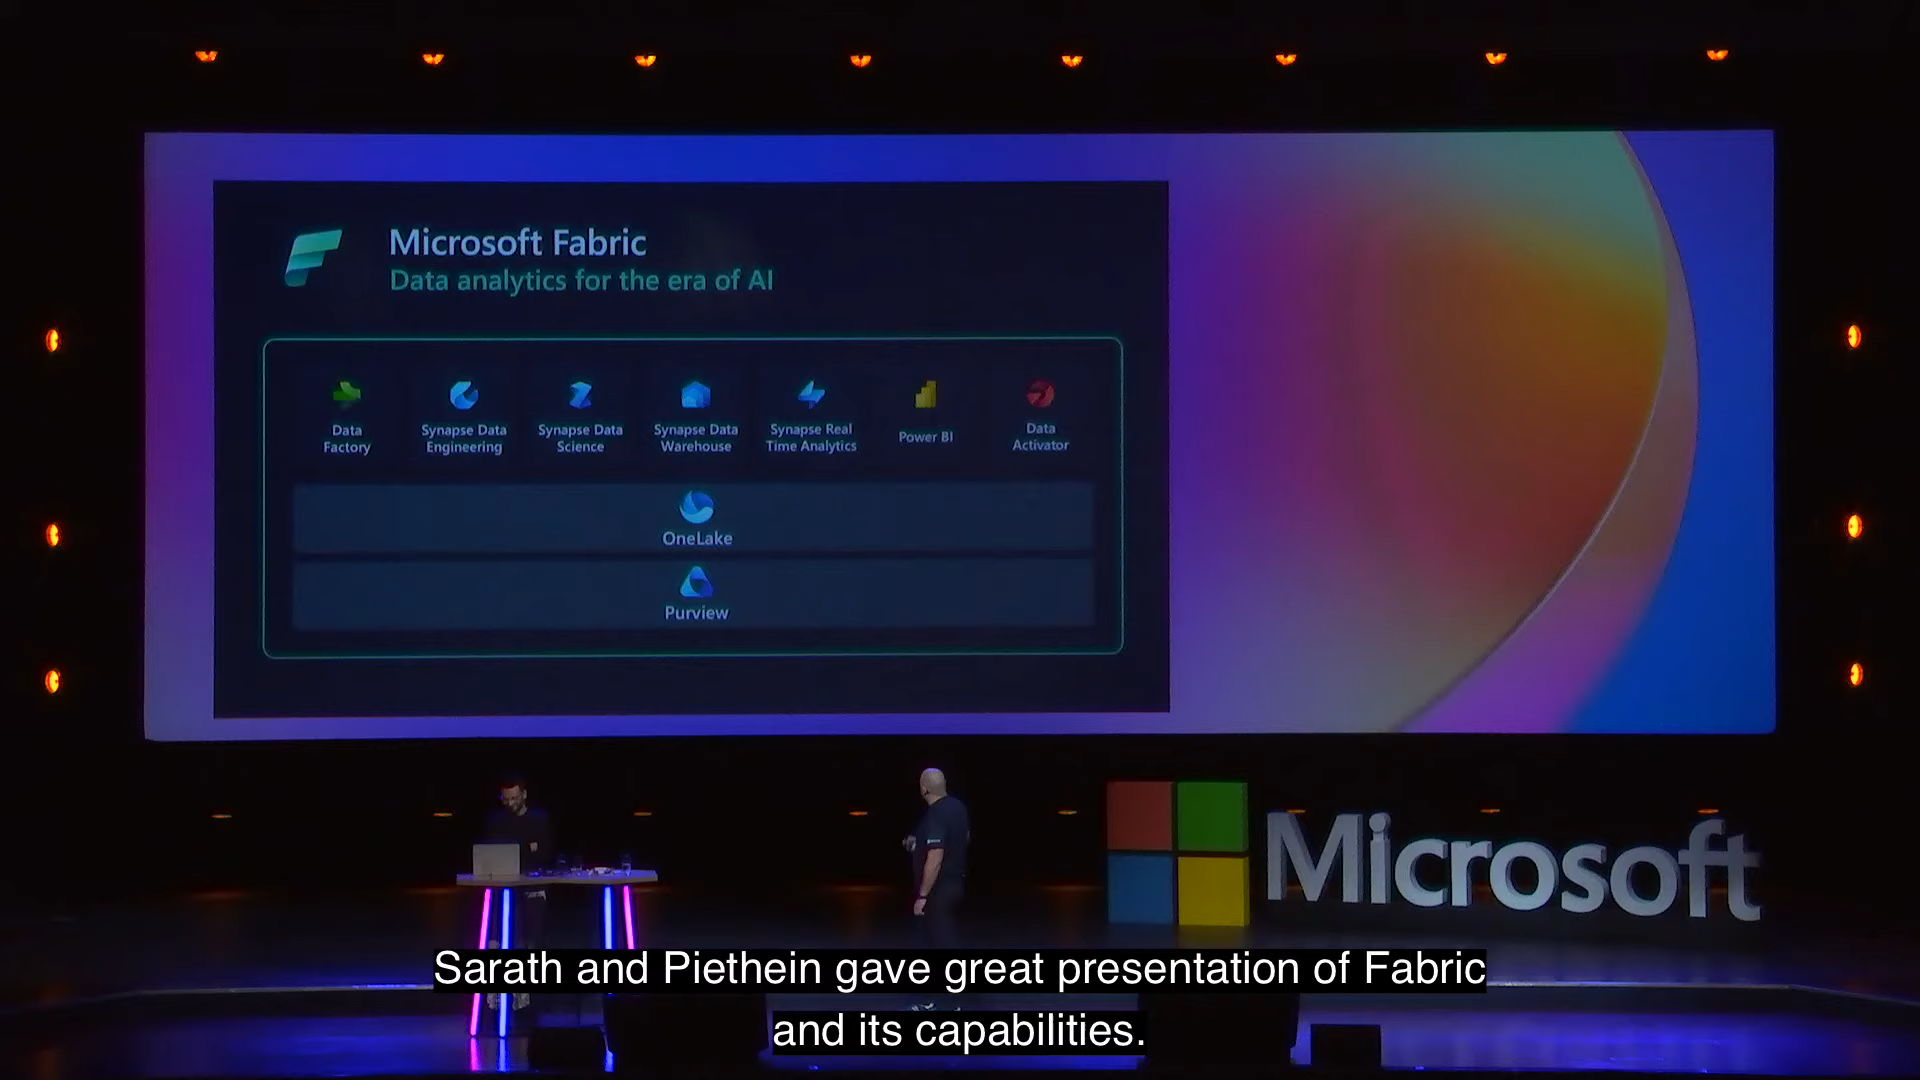 Microsoft Fabric
Data analytics for the era of AI
Data
Factory
Synapse Data
Engineering
Synapse Data
Science
Synapse Data
Warehouse
Synapse Real
Time Analytics
Power BI
Data
Activator
OneLake
Purview
Microsoft
Sarath and Piethein gave great presentation of Fabric
and its capabilities.